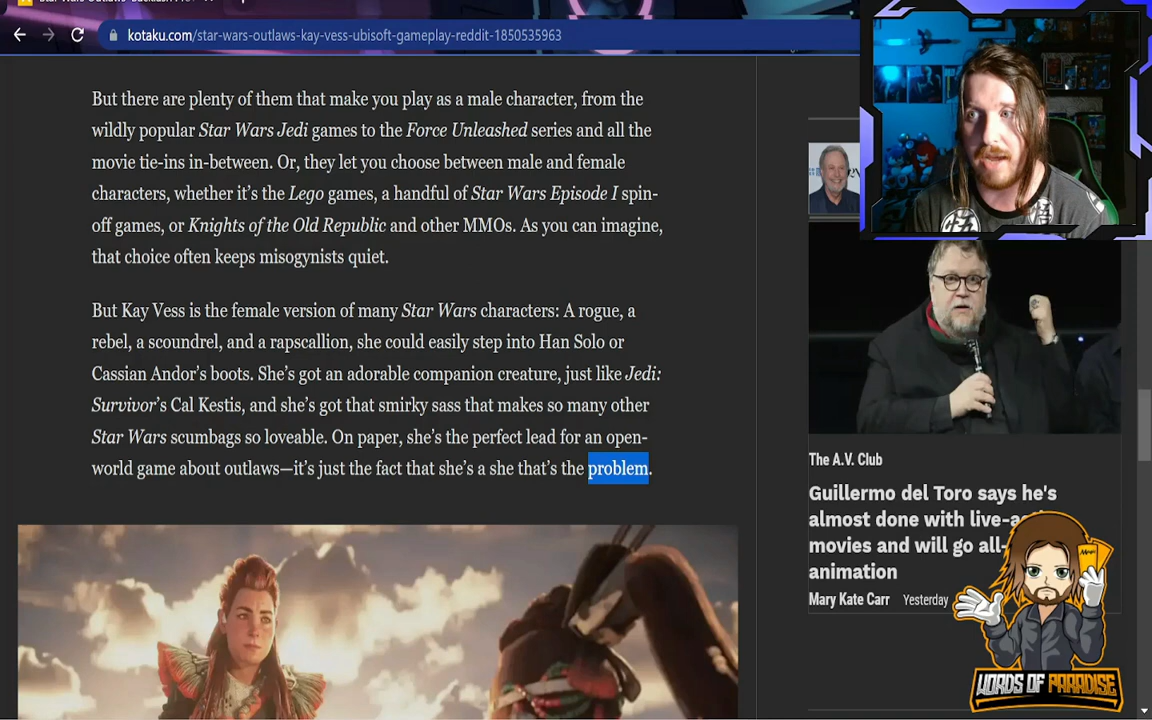 kotaku.com/star-wars-outlaws-kay-vess-ubisoft-gameplay-reddit-1850535963
But there are plenty of them that make you play as a male character, from the
wildly popular Star Wars Jedi games to the Force Unleashed series and all the
movie tie-ins in-between. Or, they let you choose between male and female
characters, whether it's the Lego games, a handful of Star Wars Episode I spin-
off games, or Knights of the Old Republic and other MMOs. As you can imagine,
that choice often keeps misogynists quiet.
But Kay Vess is the female version of many Star Wars characters: A rogue, a
rebel, a scoundrel, and a rapscallion, she could easily step into Han Solo or
Cassian Andor's boots. She's got an adorable companion creature, just like Jedi:
Survivor's Cal Kestis, and she's got that smirky sass that makes so many other
Star Wars scumbags so loveable. On paper, she's the perfect lead for an open-
world game about outlaws—it's just the fact that she's a she that's the problem.
The A.V. Club
Guillermo del Toro says he's
almost done with live-
movies and will go all-
animation
Mary Kate Carr Yesterday
WORDS OF PARADISE